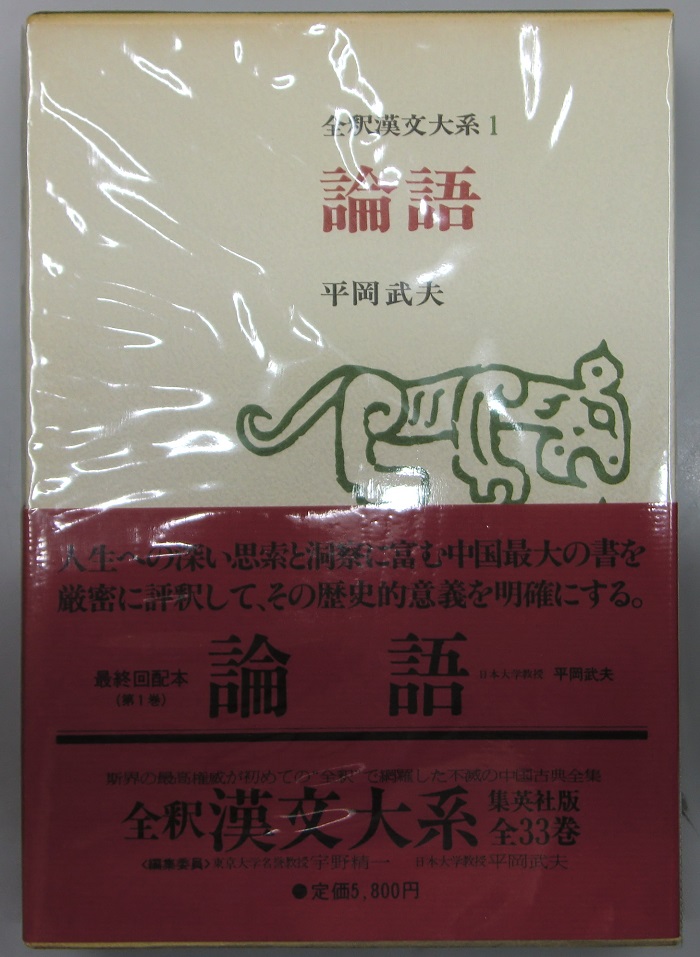 全釈漢文大系1
論語
平岡武夫
人生への深い思索と洞察に富む中国最大の書を
厳密に評釈して、その歴史的意義を明確にする。
最終回配本
(第1巻)
論語
日本大学教授 平岡武夫
斯界の最高権威が初めての"全釈"で網羅した不滅の中国古典全集
全釈漢文大系
集英社版
全33巻
〈編集委員〉東京大学名誉教授宇野精一 日本大学教授平岡武夫
●定価5,800円